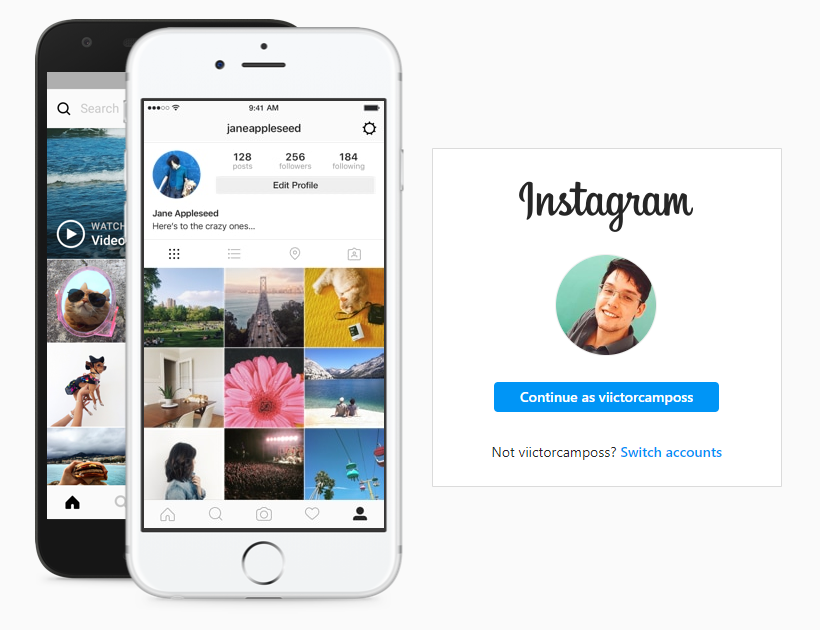 Search
WATCH
Video
9:41 AM
janeappleseed
128
posts
256
followers
184
following
Edit Profile
Jane Appleseed
Here's to the crazy ones...
Instagram
Continue as viictorcamposs
Not viictorcamposs? Switch accounts